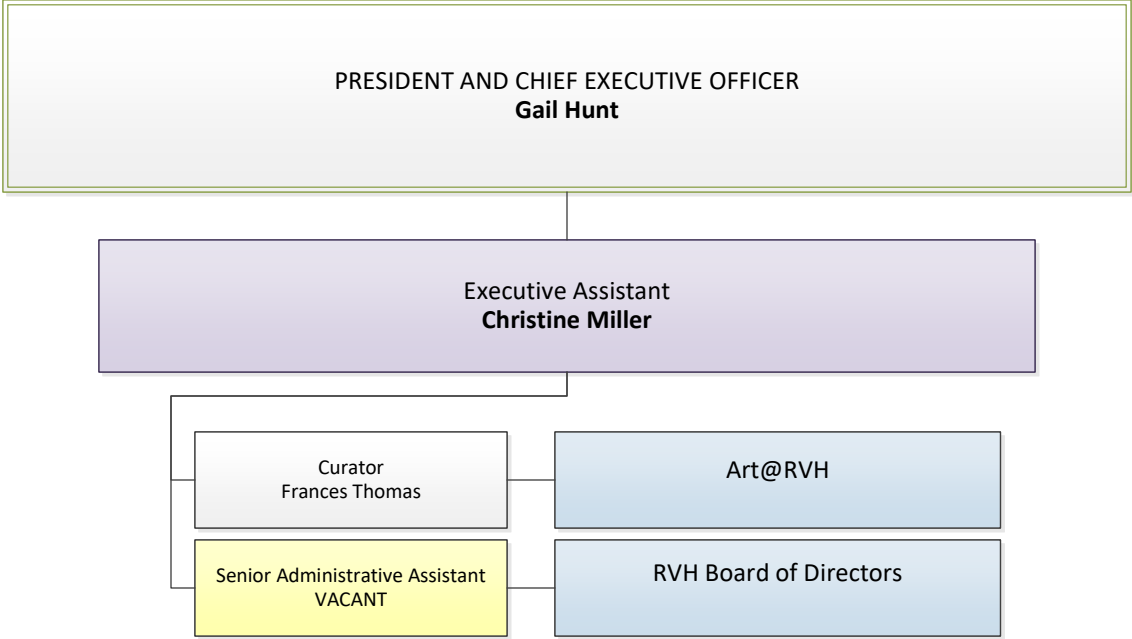 PRESIDENT AND CHIEF EXECUTIVE OFFICER
Gail Hunt
Executive Assistant
Christine Miller
Curator
Frances Thomas
Art@RVH
Senior Administrative Assistant
VACANT
RVH Board of Directors